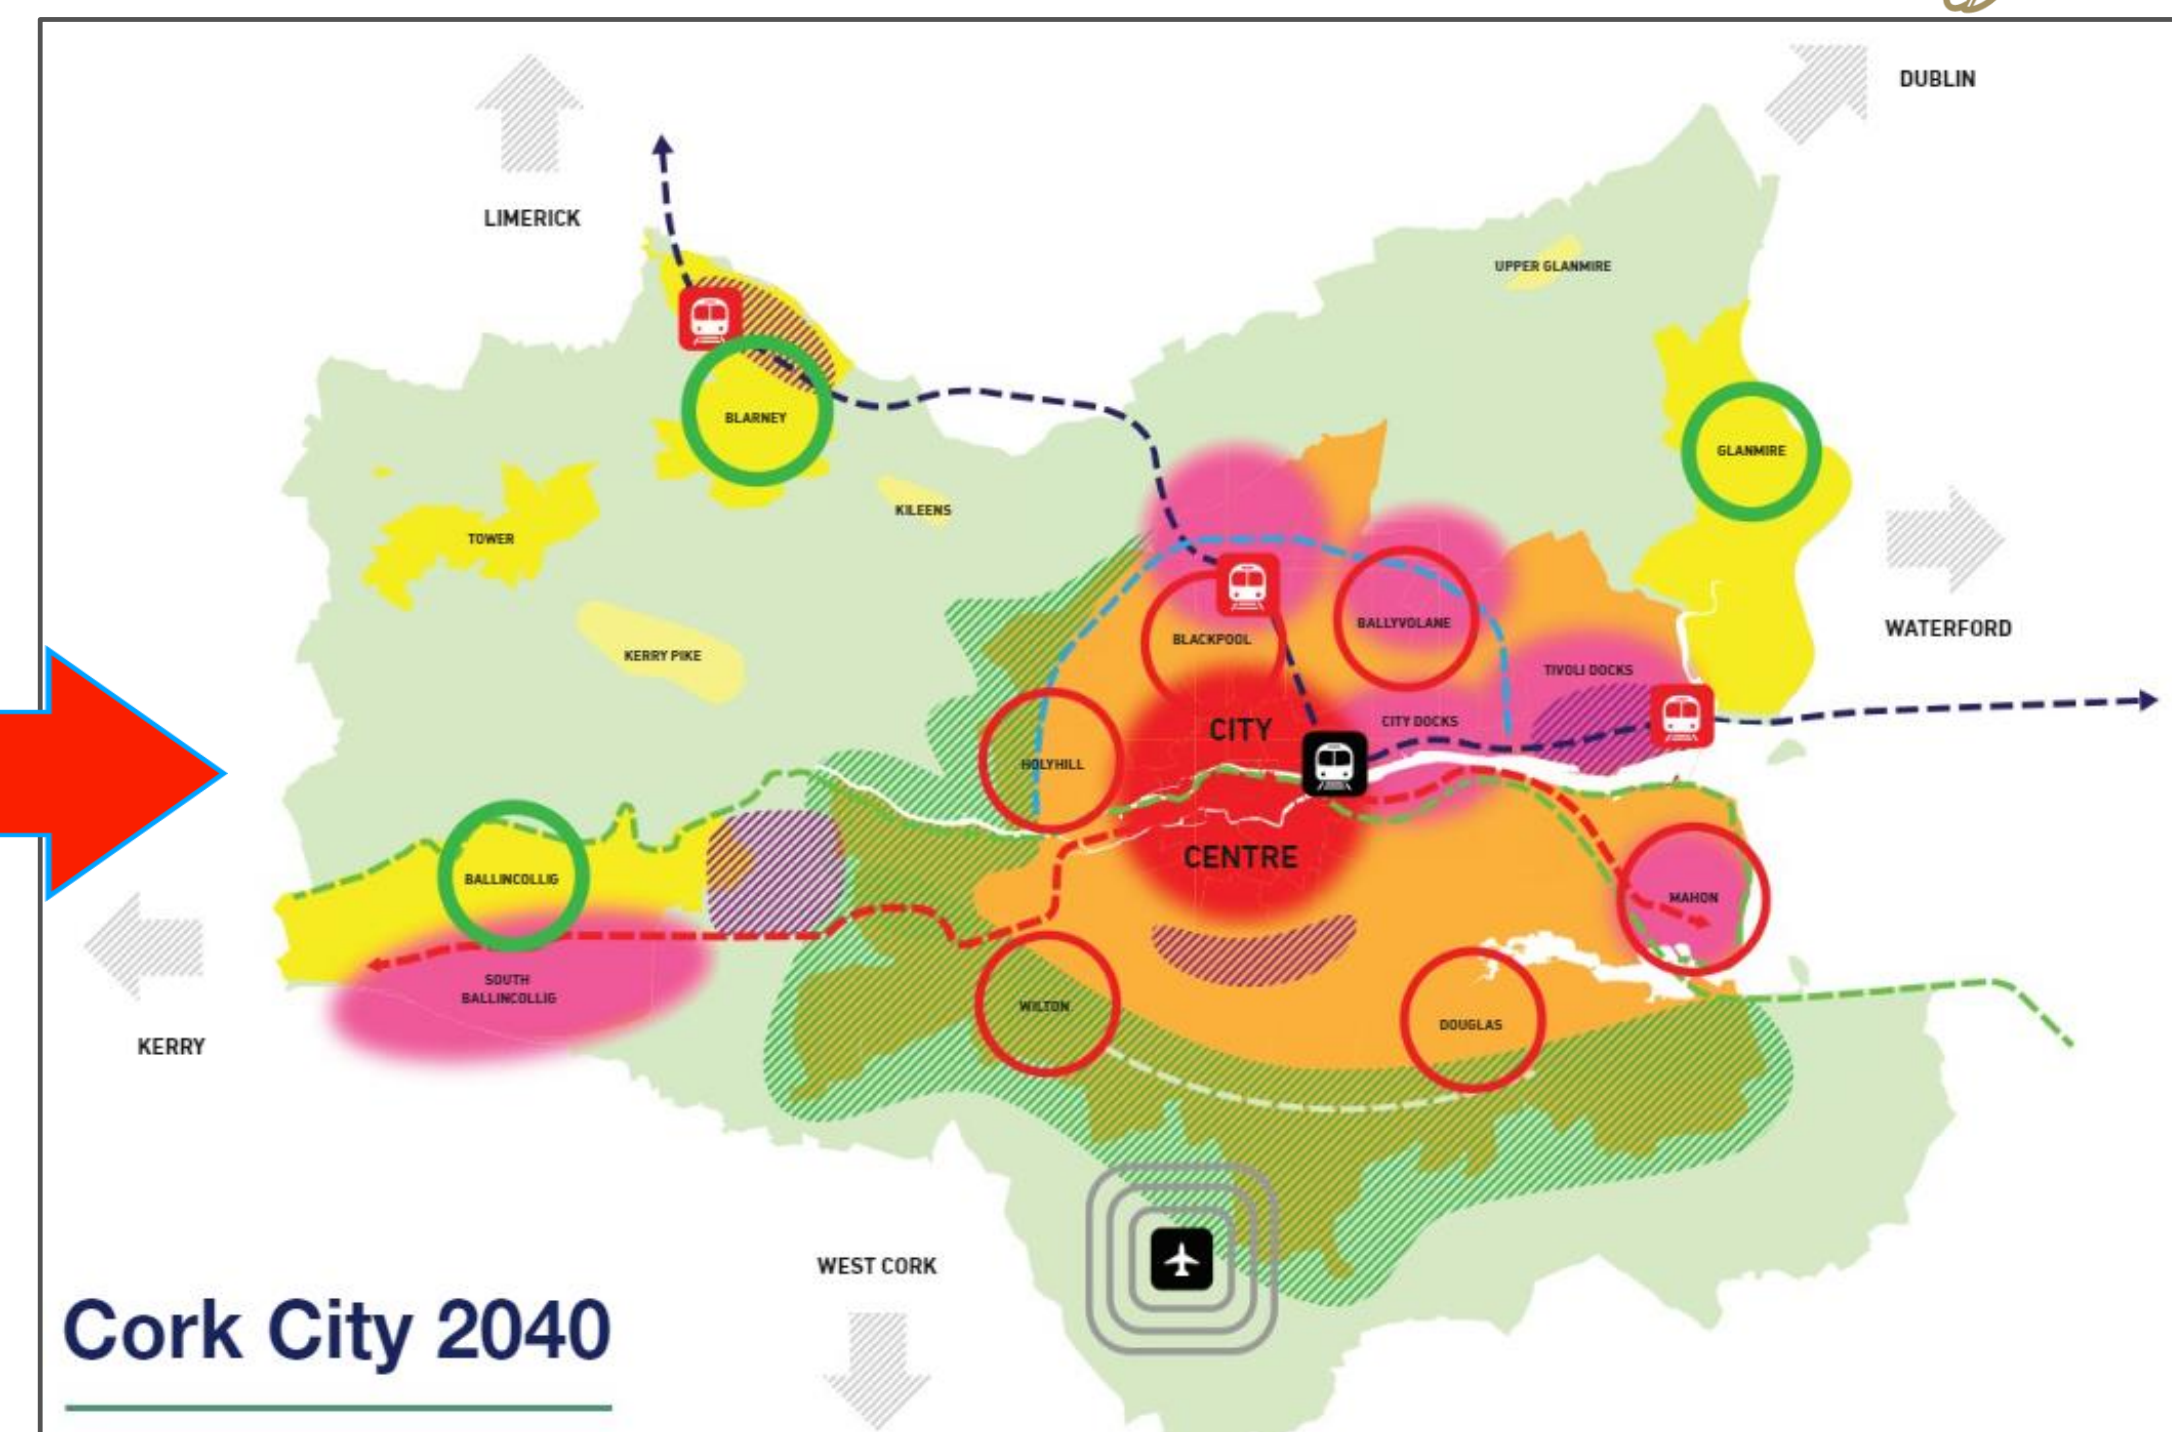 DUBLIN
LIMERICK
UPPER GLANMIRE
BLARNEY
GLANMIRE
KILEENS
TOWER
BALLYVOLANE
WATERFORD
BLACKPOOL
KERRY PIKE
TIVOLI DOCKS
CITY DOCKS
CITY
HOLYHILL
CENTRE
BALLINCOLLIG
MAHON
SOUTH
BALLINCOLLIG
WILTON
DOUGLAS
KERRY
WEST CORK
Cork City 2040